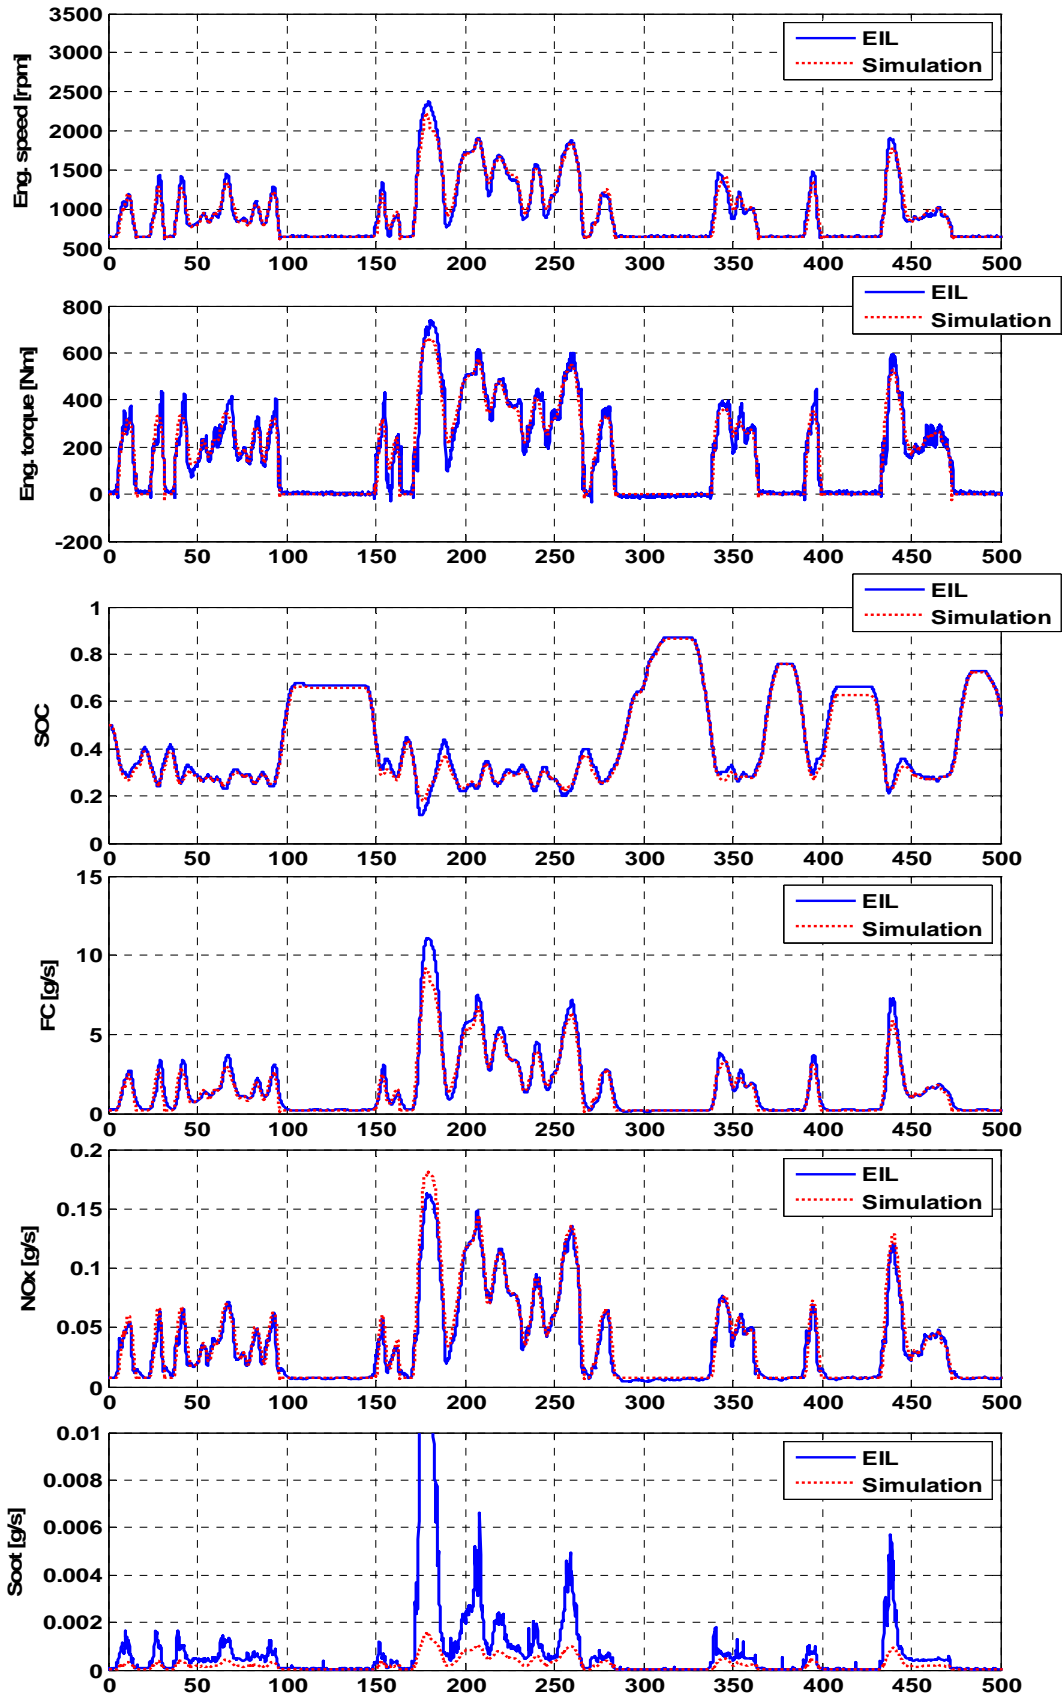 3500
3000
2500
2000
1500
1000
500
Eng. speed [rpm]
EIL
Simulation
0 50 100 150 200 250 300 350 400 450 500
800
600
400
200
0
-200
Eng. torque [Nm]
EIL
Simulation
0 50 100 150 200 250 300 350 400 450 500
1
0.8
0.6
0.4
0.2
0
SOC
EIL
Simulation
0 50 100 150 200 250 300 350 400 450 500
15
10
5
0
FC [g/s]
EIL
Simulation
0 50 100 150 200 250 300 350 400 450 500
0.2
0.15
0.1
0.05
0
NOx [g/s]
EIL
Simulation
0 50 100 150 200 250 300 350 400 450 500
0.01
0.008
0.006
0.004
0.002
0
Soot [g/s]
EIL
Simulation
0 50 100 150 200 250 300 350 400 450 500